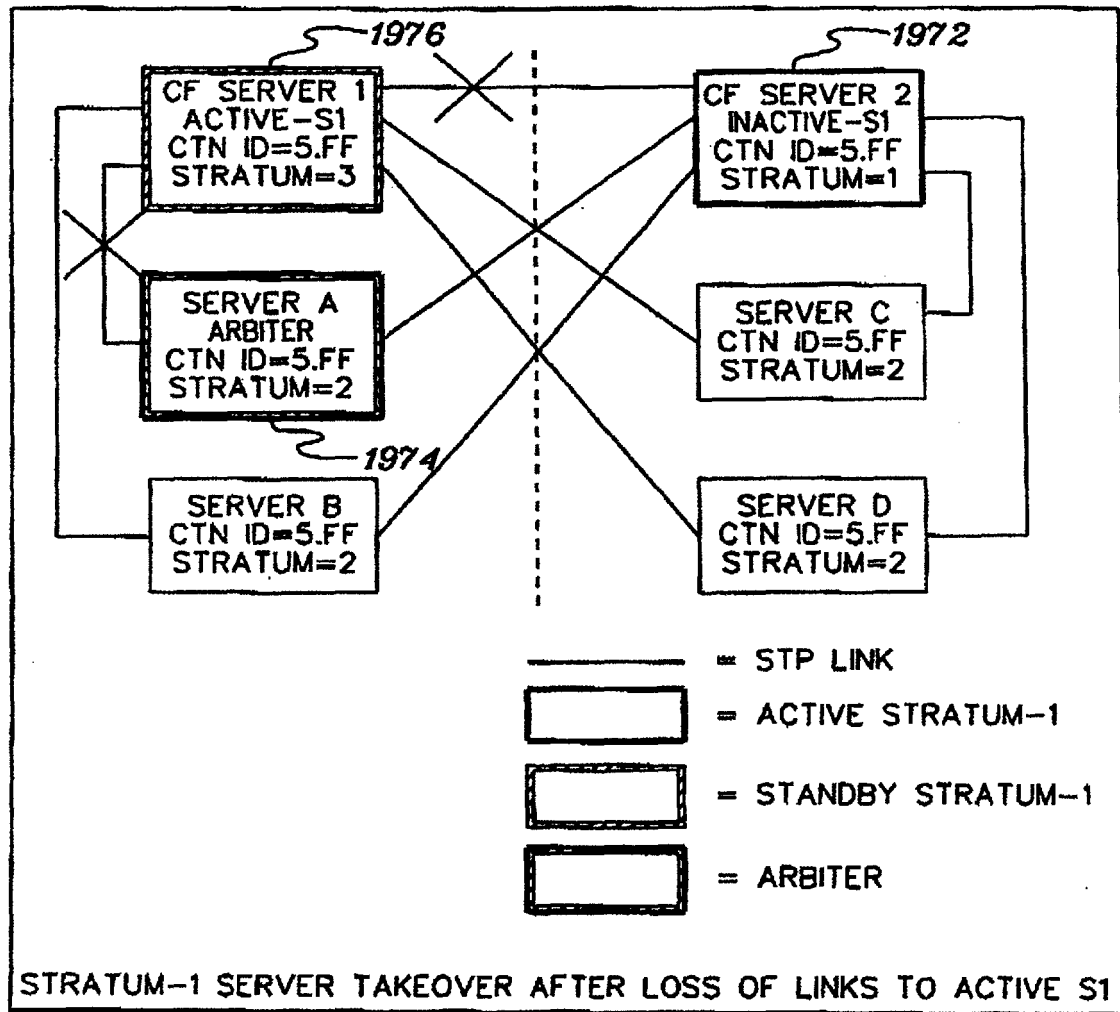 1976
1972
CF SERVER 1
ACTIVE-S1
CTN ID=5.FF
STRATUM=3
CF SERVER 2
INACTIVE-S1
CTN ID=5.FF
STRATUM=1
SERVER A
ARBITER
CTN ID=5.FF
STRATUM=2
SERVER C
CTN ID=5.FF
STRATUM=2
1974
SERVER B
CTN ID=5.FF
STRATUM=2
SERVER D
CTN ID=5.FF
STRATUM=2
= STP LINK
= ACTIVE STRATUM-1
= STANDBY STRATUM-1
= ARBITER
STRATUM-1 SERVER TAKEOVER AFTER LOSS OF LINKS TO ACTIVE S1